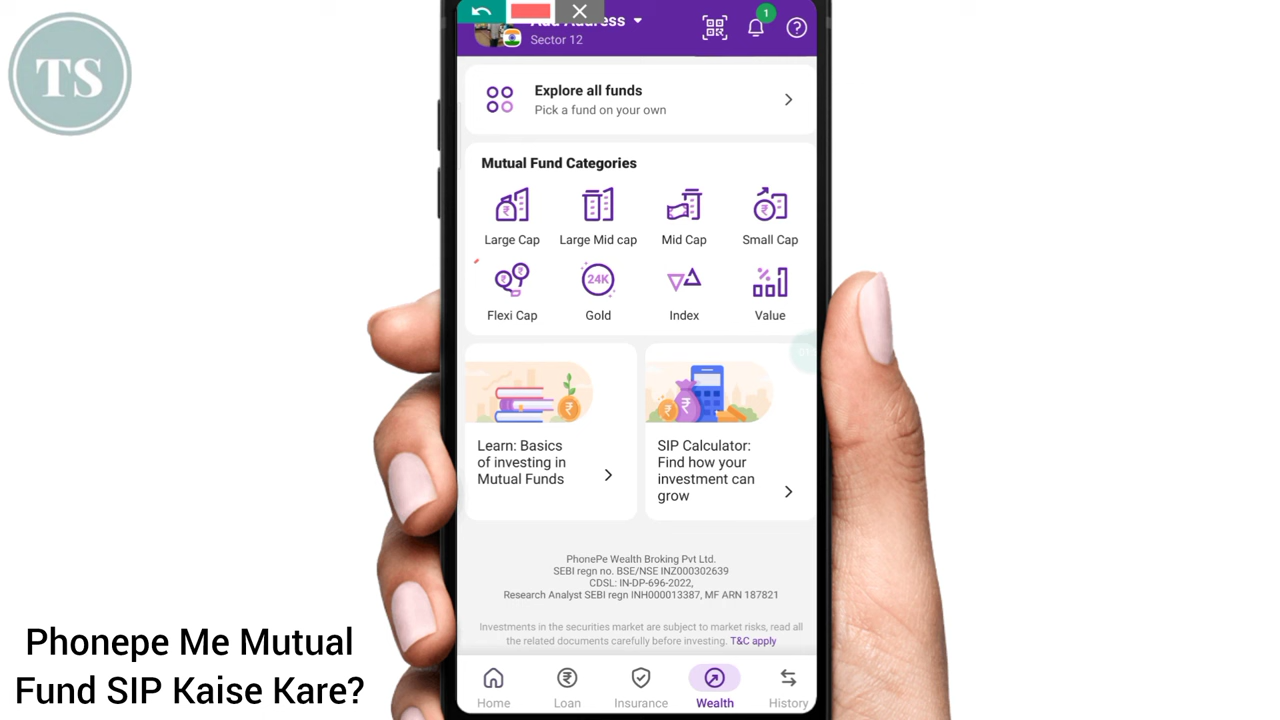 TS
Add Address
Sector 12
1
Explore all funds
Pick a fund on your own
Mutual Fund Categories
Large Cap
Large Mid cap
Mid Cap
Small Cap
24K
Flexi Cap
Gold
Index
Value
Learn: Basics
of investing in
Mutual Funds
SIP Calculator:
Find how your
investment can
grow
PhonePe Wealth Broking Pvt Ltd.
SEBI regn no. BSE/NSE INZ000302639
CDSL: IN-DP-696-2022,
Research Analyst SEBI regn INH000013387, MF ARN 187821
Investments in the securities market are subject to market risks, read all
the related documents carefully before investing. T&C apply
Home
Loan
Insurance
Wealth
History
Phonepe Me Mutual
Fund SIP Kaise Kare?